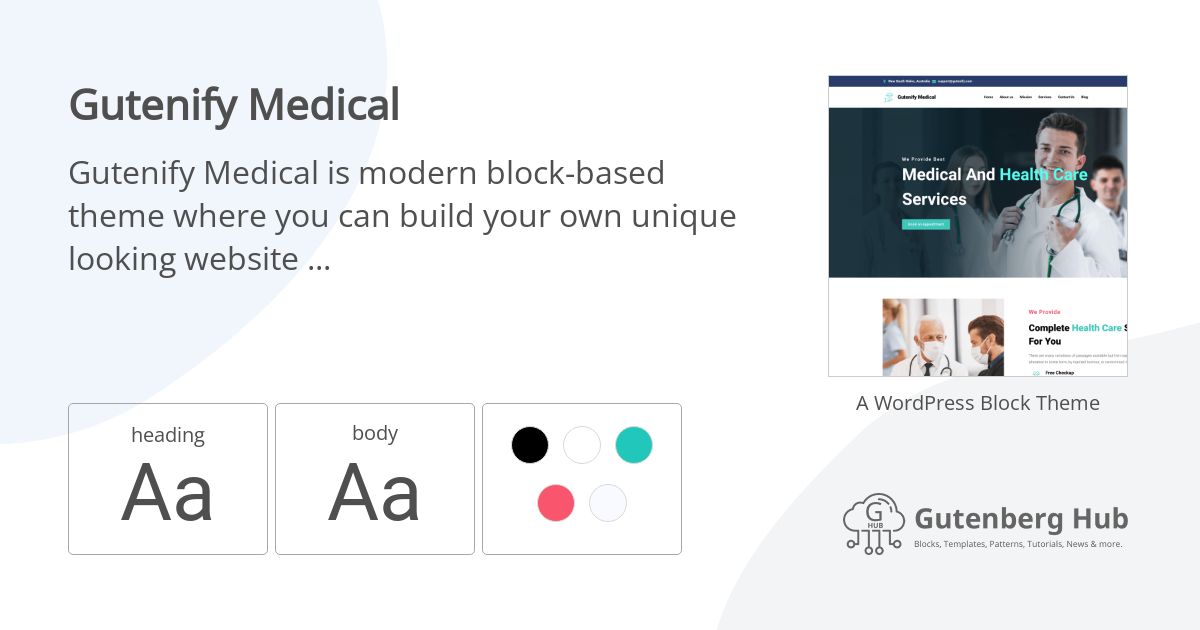 Gutenify Medical
Gutenify Medical is modern block-based
theme where you can build your own unique
looking website ...
heading
Aa
body
Aa
New South Wales, Australia support@gutenify.com
Gutenify Medical Home About us Mission Services Contact Us Blog
We Provide Best
Medical And Health Care
Services
Book an appointment
We Provide
Complete Health Care S
For You
Free Checkup
A WordPress Block Theme
G
HUB
Gutenberg Hub
Blocks, Templates, Patterns, Tutorials, News & more.